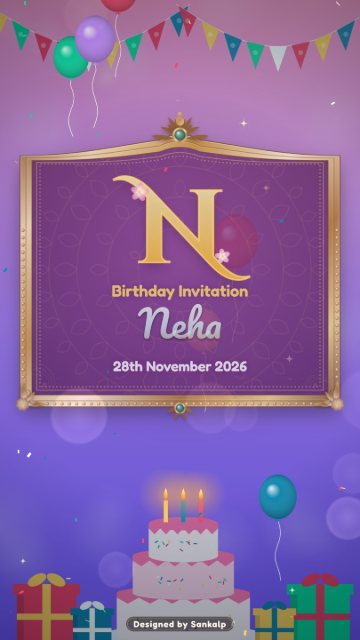 N
Birthday Invitation
Neha
28th November 2026
Designed by Sankalp